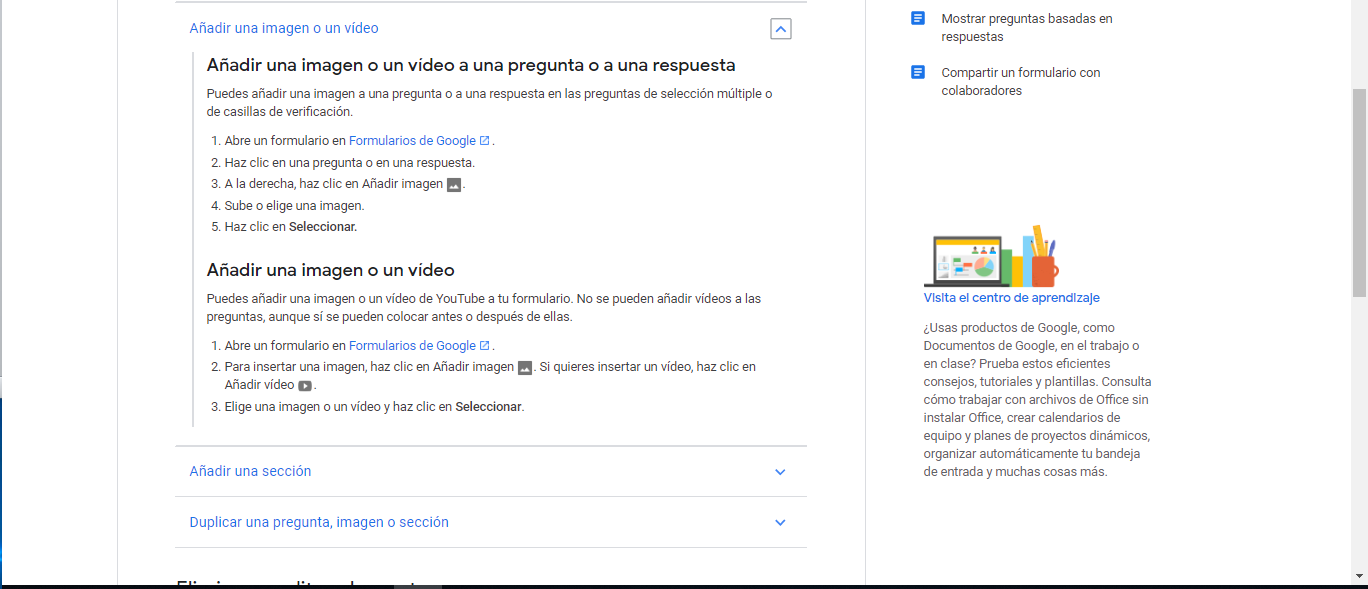 Añadir una imagen o un vídeo
Añadir una imagen o un vídeo a una pregunta o a una respuesta
Puedes añadir una imagen a una pregunta o a una respuesta en las preguntas de selección múltiple o
de casillas de verificación.
1. Abre un formulario en Formularios de Google.
2. Haz clic en una pregunta o en una respuesta.
3. A la derecha, haz clic en Añadir imagen.
4. Sube o elige una imagen.
5. Haz clic en Seleccionar.
Añadir una imagen o un vídeo
Puedes añadir una imagen o un vídeo de YouTube a tu formulario. No se pueden añadir vídeos a las
preguntas, aunque sí se pueden colocar antes o después de ellas.
1. Abre un formulario en Formularios de Google.
2. Para insertar una imagen, haz clic en Añadir imagen. Si quieres insertar un vídeo, haz clic en
Añadir vídeo.
3. Elige una imagen o un vídeo y haz clic en Seleccionar.
Añadir una sección
Duplicar una pregunta, imagen o sección
Mostrar preguntas basadas en
respuestas
Compartir un formulario con
colaboradores
Visita el centro de aprendizaje
¿Usas productos de Google, como
Documentos de Google, en el trabajo o
en clase? Prueba estos eficientes
consejos, tutoriales y plantillas. Consulta
cómo trabajar con archivos de Office sin
instalar Office, crear calendarios de
equipo y planes de proyectos dinámicos,
organizar automáticamente tu bandeja
de entrada y muchas cosas más.